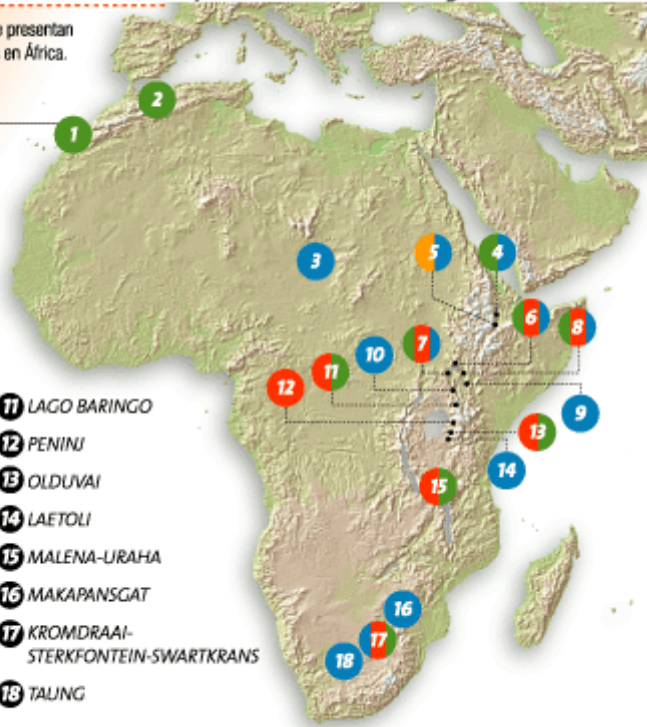 e presentan
en África.
1
2
3
4
5
6
7
8
9
10
11
12
13
14
15
16
17
18
11 LAGO BARINGO
12 PENINJ
13 OLDUVAI
14 LAETOLI
15 MALENA-URAHA
16 MAKAPANSGAT
17 KROMDRAAI-
STERKFONTEIN-SWARTKRANS
18 TAUNG